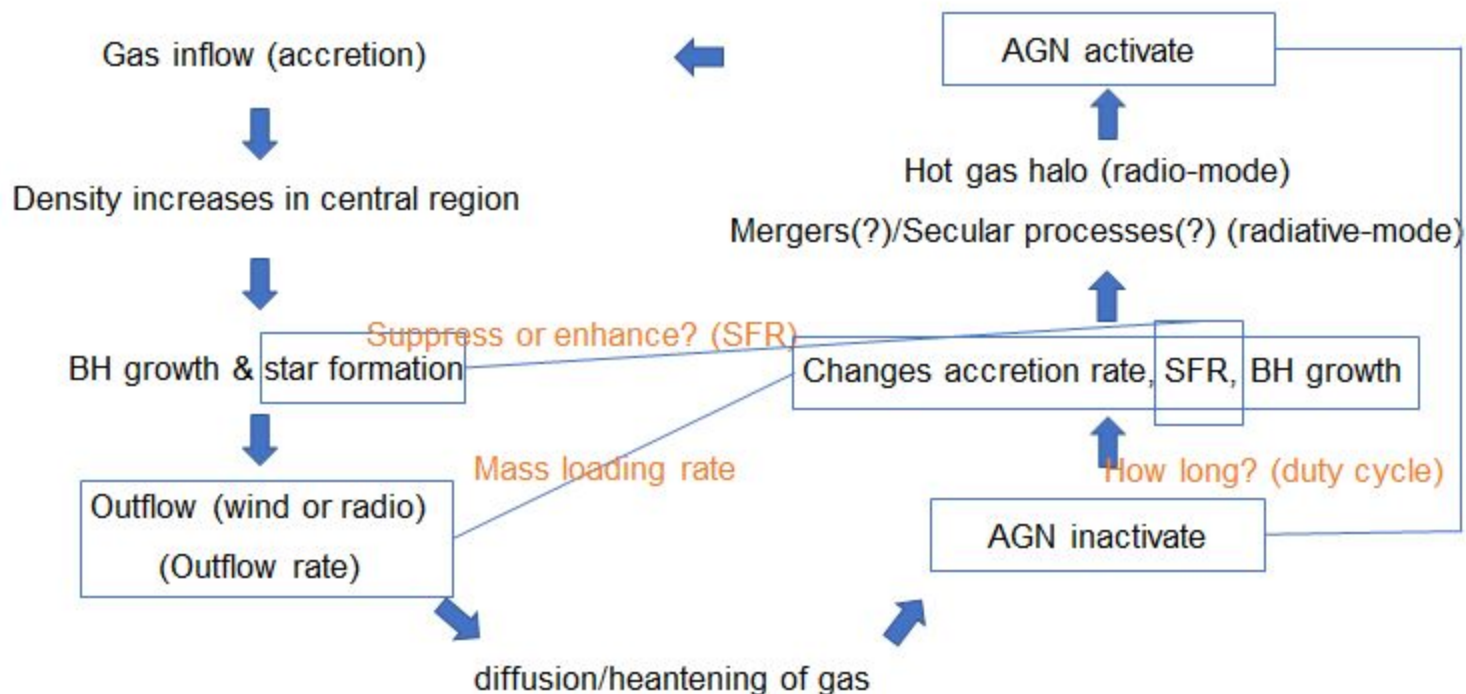 Gas inflow (accretion)
AGN activate
Density increases in central region
Hot gas halo (radio-mode)
Mergers(?)/Secular processes(?) (radiative-mode)
Suppress or enhance? (SFR)
BH growth & star formation
Changes accretion rate, SFR, BH growth
Mass loading rate
How long? (duty cycle)
Outflow (wind or radio)
(Outflow rate)
AGN inactivate
diffusion/heantening of gas